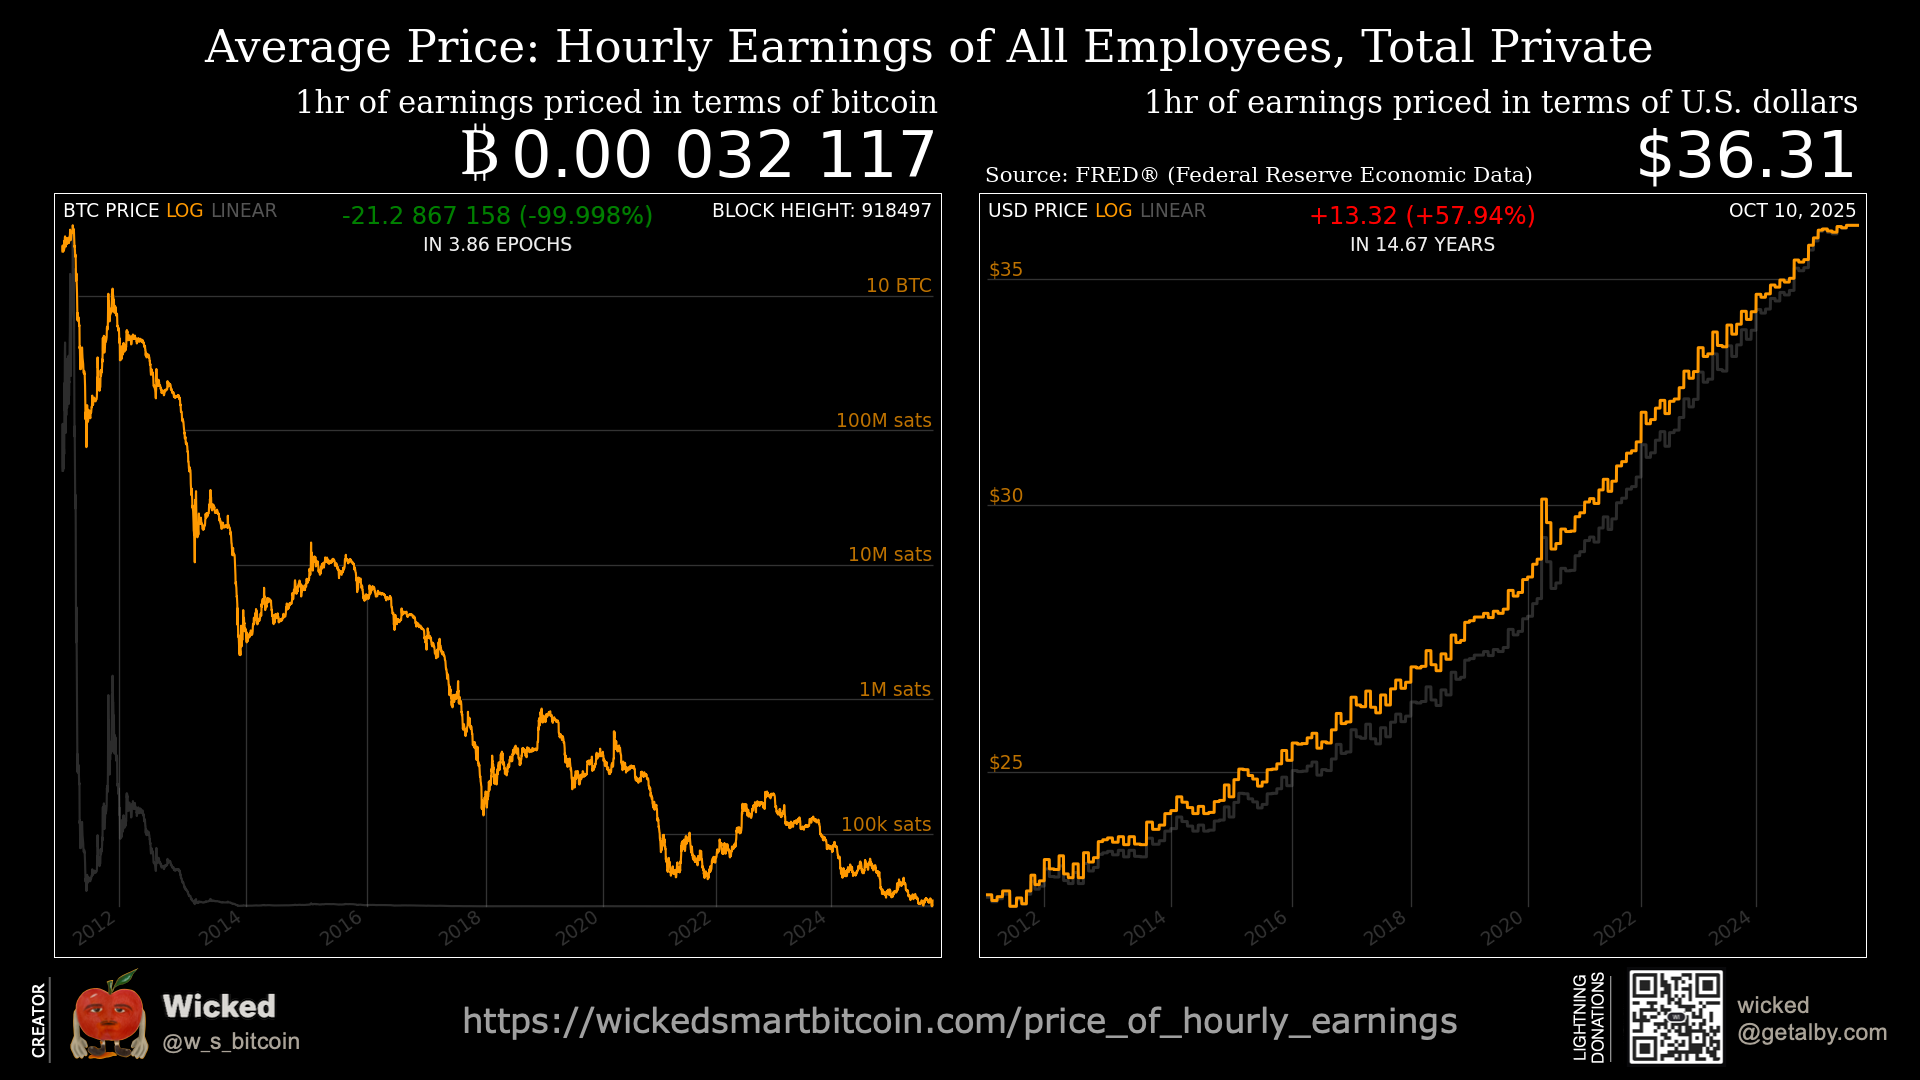 Average Price: Hourly Earnings of All Employees, Total Private
1hr of earnings priced in terms of bitcoin
₿ 0.00 032 117
BTC PRICE LOG LINEAR
-21.2 867 158 (-99.998%)
IN 3.86 EPOCHS
BLOCK HEIGHT: 918497
10 BTC
100M sats
10M sats
1M sats
100k sats
2012
2014
2016
2018
2020
2022
2024
1hr of earnings priced in terms of U.S. dollars
$36.31
Source: FRED® (Federal Reserve Economic Data)
USD PRICE LOG LINEAR
+13.32 (+57.94%)
IN 14.67 YEARS
OCT 10, 2025
$35
$30
$25
2012
2014
2016
2018
2020
2022
2024
CREATOR
Wicked
@w_s_bitcoin
https://wickedsmartbitcoin.com/price_of_hourly_earnings
LIGHTNING
DONATIONS
wicked
@getalby.com